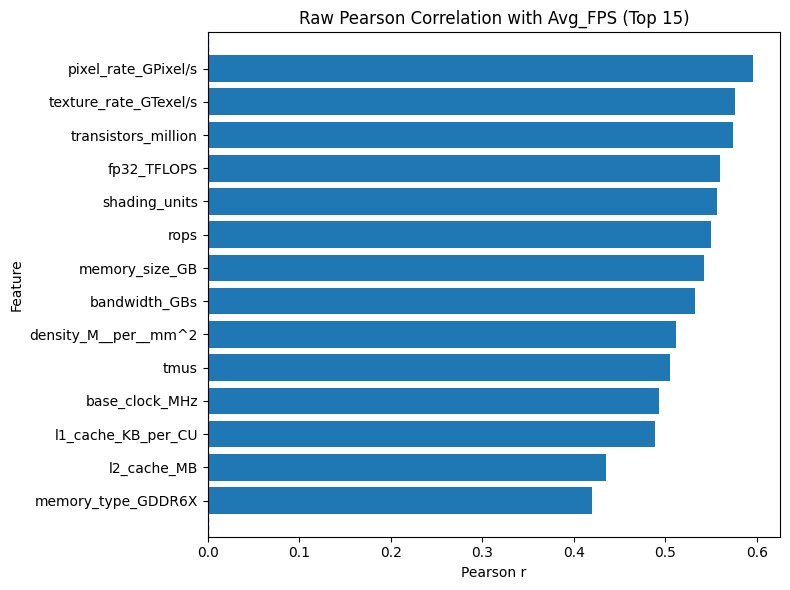 Raw Pearson Correlation with Avg_FPS (Top 15)
pixel_rate_GPixel/s
texture_rate_GTexel/s
transistors_million
fp32_TFLOPS
shading_units
rops
memory_size_GB
bandwidth_GBs
density_M__per__mm^2
tmus
base_clock_MHz
l1_cache_KB_per_CU
l2_cache_MB
memory_type_GDDR6X
Feature
0.0 0.1 0.2 0.3 0.4 0.5 0.6
Pearson r